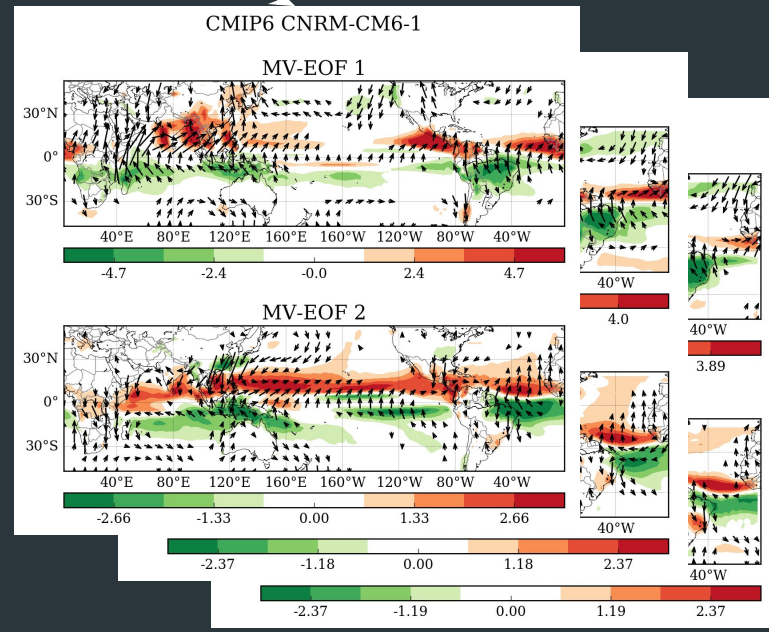 CMIP6 CNRM-CM6-1
MV-EOF 1
30°N
0°
30°S
40°E 80°E 120°E 160°E 160°W 120°W 80°W 40°W
-4.7 -2.4 -0.0 2.4 4.7
MV-EOF 2
30°N
0°
30°S
40°E 80°E 120°E 160°E 160°W 120°W 80°W 40°W
-2.66 -1.33 0.00 1.33 2.66
40°W
4.0
40°W
-2.37 -1.18 0.00 1.18 2.37
40°W
3.89
40°W
-2.37 -1.19 0.00 1.19 2.37